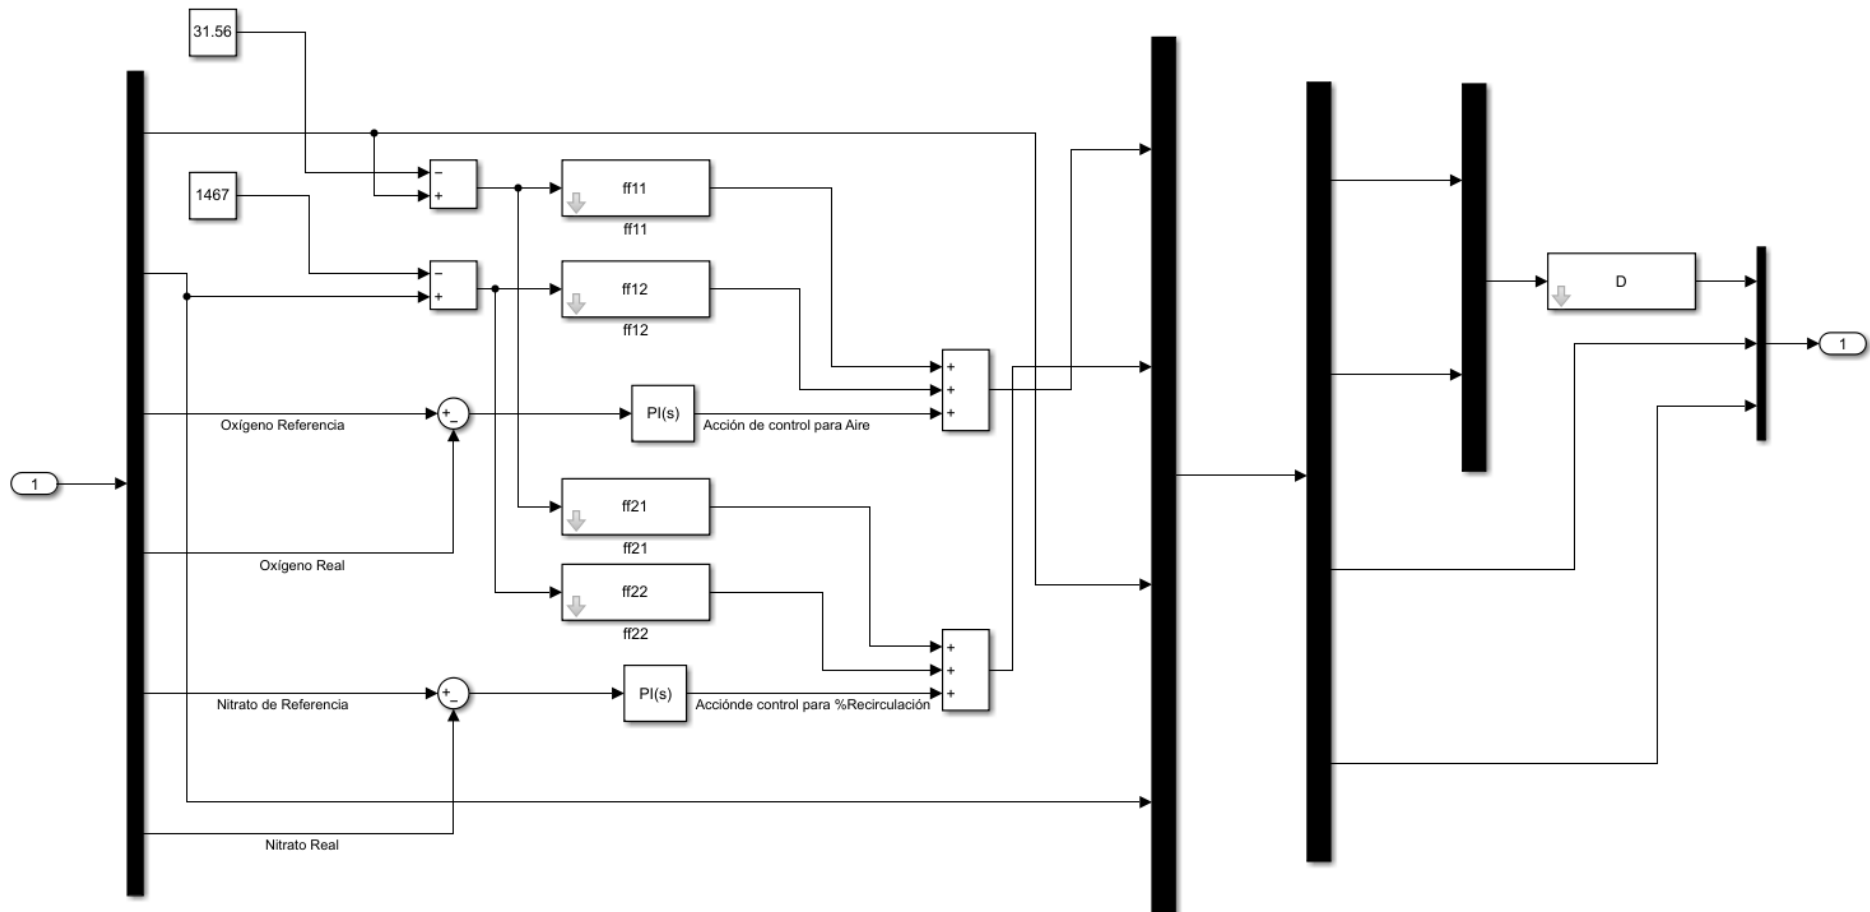 31.56
−
+
1467
ff11
ff11
−
+
ff12
ff12
D
1
+
+
+
Oxígeno Referencia
+
−
PI(s)
Acción de control para Aire
1
ff21
ff21
Oxígeno Real
ff22
ff22
+
+
+
Nitrato de Referencia
+
−
PI(s)
Acciónde control para %Recirculación
Nitrato Real